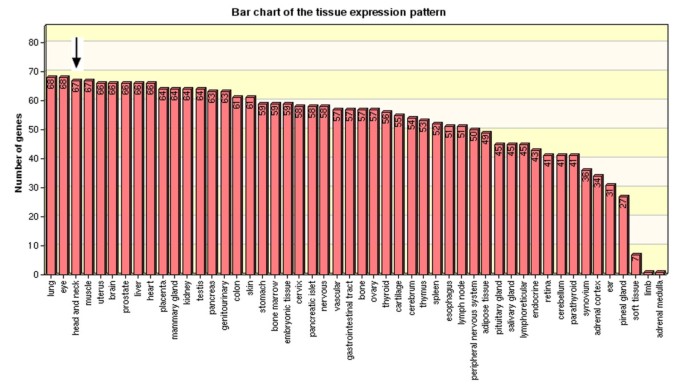 Bar chart of the tissue expression pattern
Number of genes
80
70
60
50
40
30
20
10
0
68
68
67
67
66
66
66
66
66
64
64
64
64
63
63
61
61
59
59
59
58
58
58
57
57
57
57
56
55
54
53
52
51
51
50
49
45
45
45
43
41
41
41
36
34
31
27
7
lung
eye
head and neck
muscle
uterus
brain
prostate
liver
heart
placenta
mammary gland
kidney
testis
pancreas
genitourinary
colon
skin
stomach
bone marrow
embryonic tissue
cervix
pancreatic islet
nervous
vascular
gastrointestinal tract
bone
ovary
thyroid
cartilage
cerebrum
thymus
spleen
esophagus
lymph node
peripheral nervous system
adipose tissue
pituitary gland
salivary gland
lymphoreticular
endocrine
retina
cerebellum
parathyroid
synovium
adrenal cortex
ear
pineal gland
soft tissue
limb
adrenal medulla